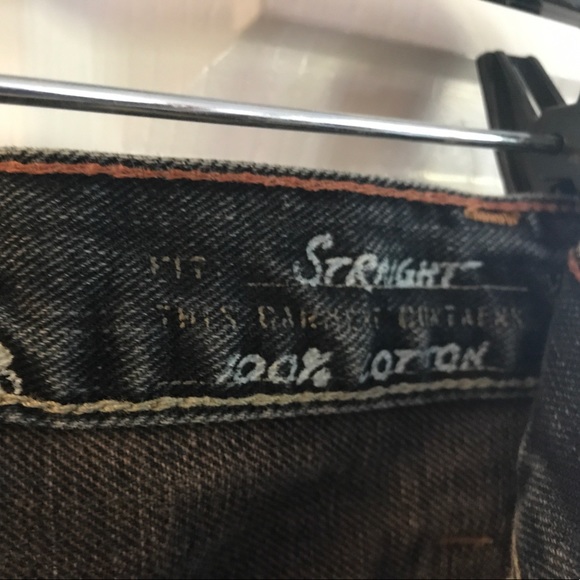 FIT: STRAIGHT
THIS GARMENT CONTAINS
100% COTTON
%